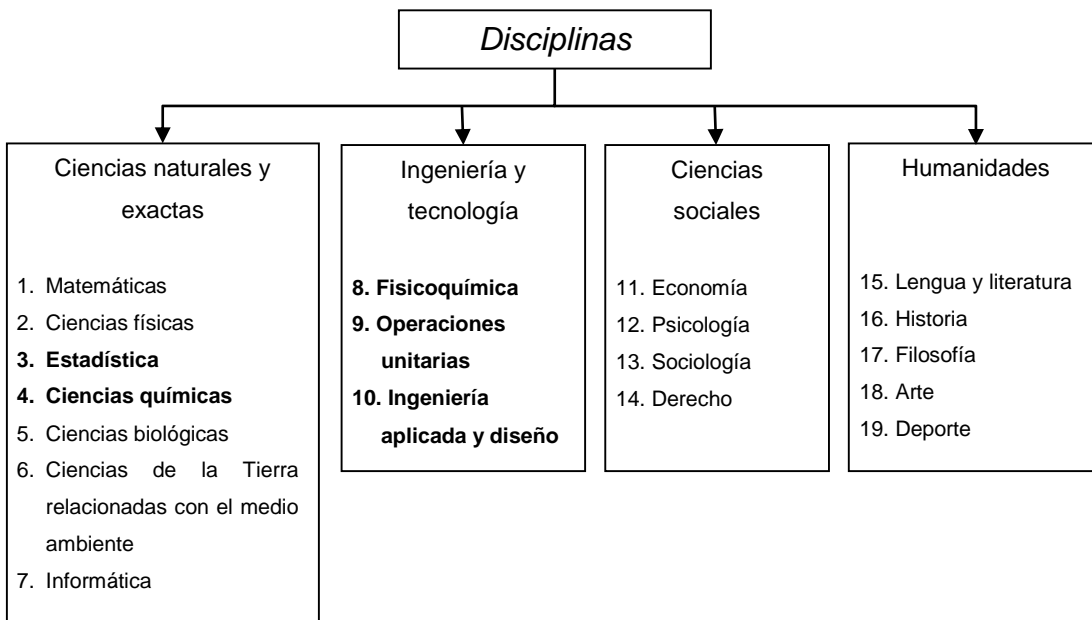 Disciplinas
Ciencias naturales y
exactas
1. Matemáticas
2. Ciencias físicas
3. Estadística
4. Ciencias químicas
5. Ciencias biológicas
6. Ciencias de la Tierra
relacionadas con el medio
ambiente
7. Informática
Ingeniería y
tecnología
8. Fisicoquímica
9. Operaciones
unitarias
10. Ingeniería
aplicada y diseño
Ciencias
sociales
11. Economía
12. Psicología
13. Sociología
14. Derecho
Humanidades
15. Lengua y literatura
16. Historia
17. Filosofía
18. Arte
19. Deporte